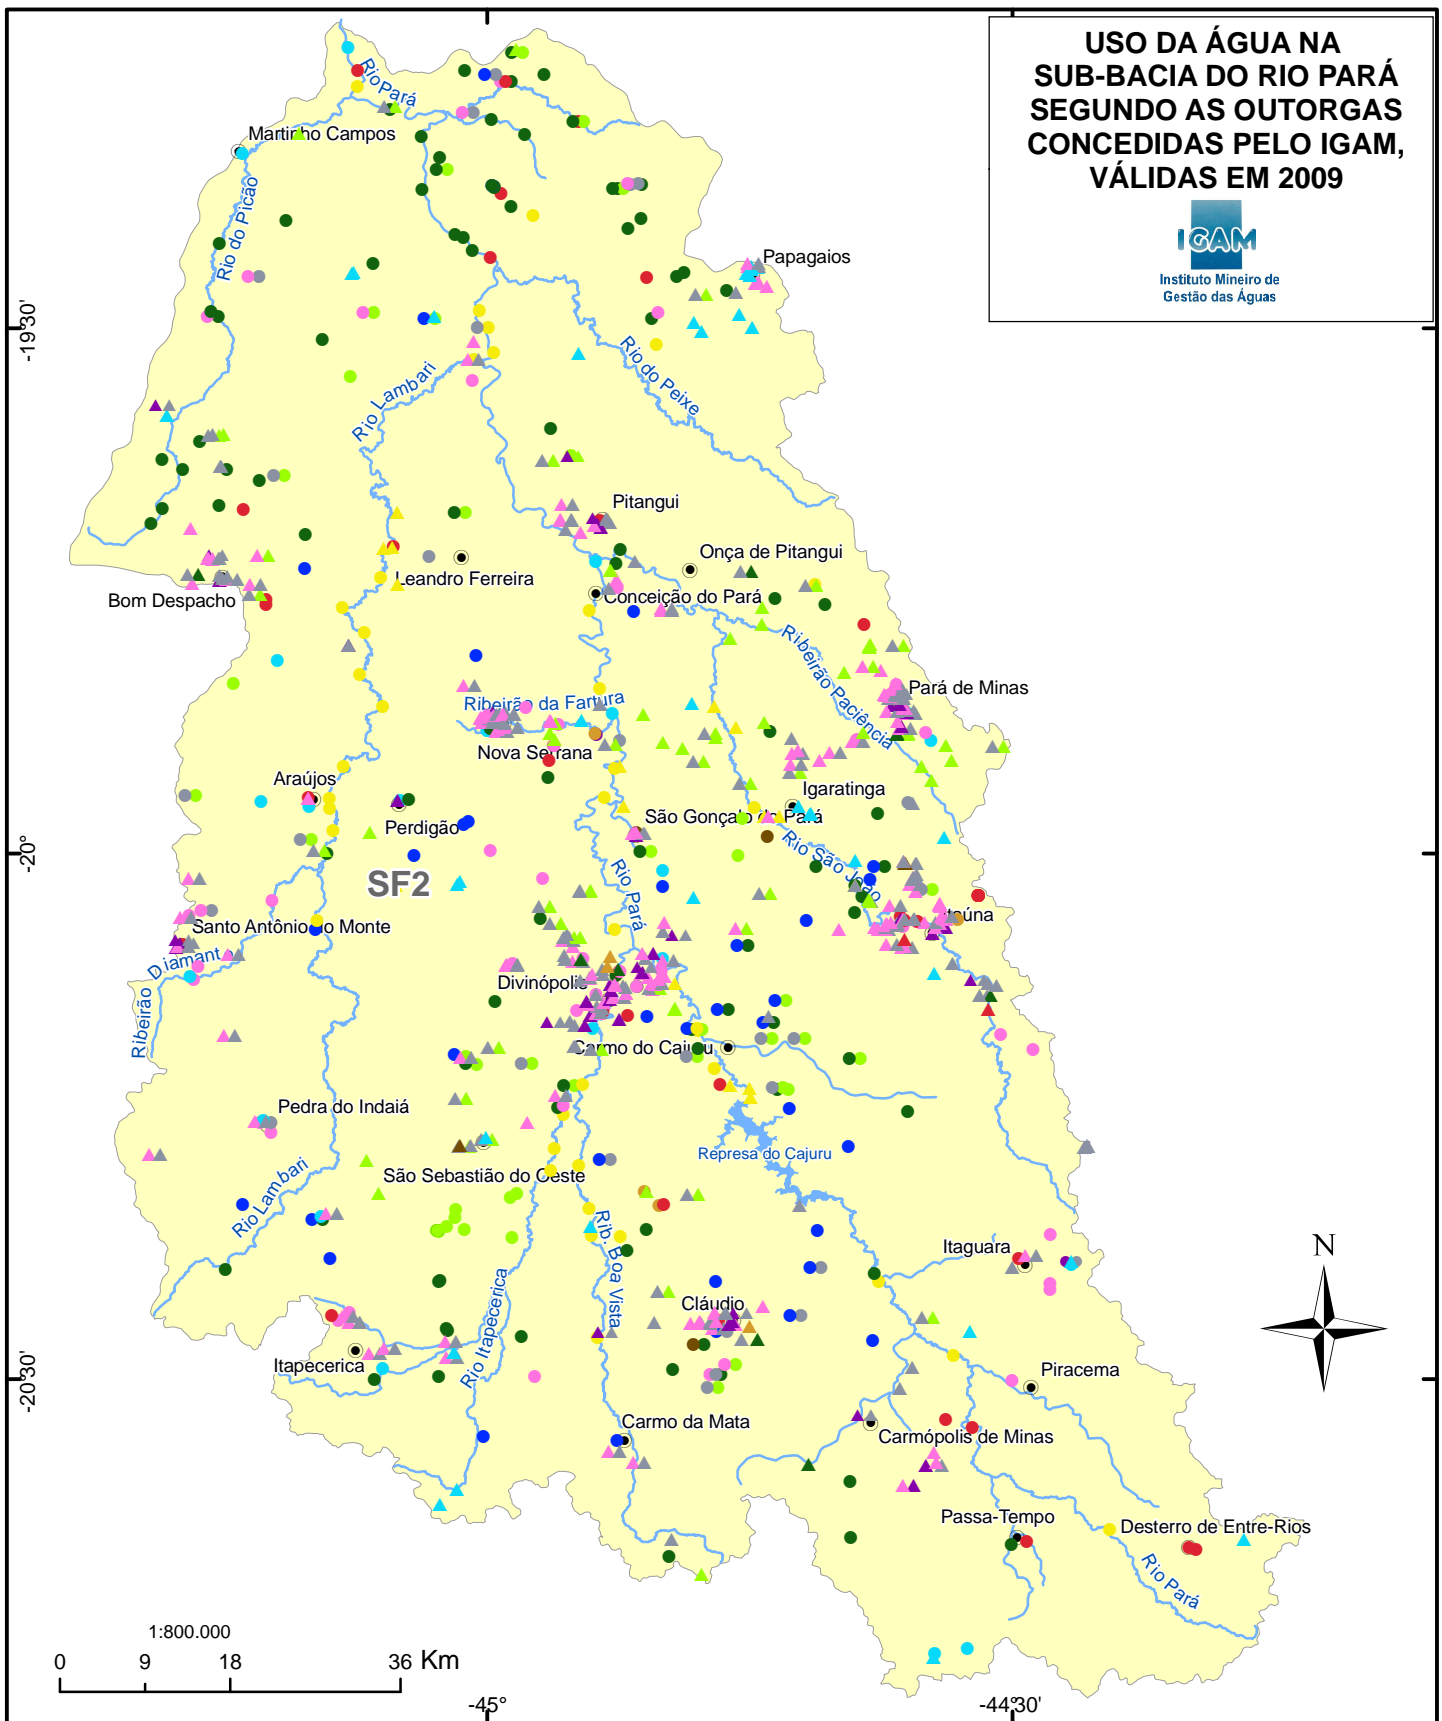 USO DA ÁGUA NA
SUB-BACIA DO RIO PARÁ
SEGUNDO AS OUTORGAS
CONCEDIDAS PELO IGAM,
VÁLIDAS EM 2009
IGAM
Instituto Mineiro de
Gestão das Águas
Rio Pará
Martinho Campos
Rio do Picão
Papagaios
-19°30'
Rio do Peixe
Rio Lambari
Pitangui
Onça de Pitangui
Leandro Ferreira
Bom Despacho
Conceição do Pará
Ribeirão Paciência
Pará de Minas
Ribeirão da Fartura
Nova Serrana
Araújos
Igaratinga
São Gonçalo do Pará
Perdigão
Rio São João
-20°
SF2
Rio Pará
Itaúna
Santo Antônio do Monte
Diamant
Ribeirão
Divinópolis
Carmo do Cajuru
Pedra do Indaiá
Represa do Cajuru
São Sebastião do Oeste
Rio Lambari
Rib. Boa Vista
Itaguara
N
Rio Itapecerica
Cláudio
Itapecerica
Piracema
-20°30'
Carmo da Mata
Carmópolis de Minas
Passa-Tempo
Desterro de Entre-Rios
Rio Pará
1:800.000
0 9 18 36 Km
-45° -44°30'